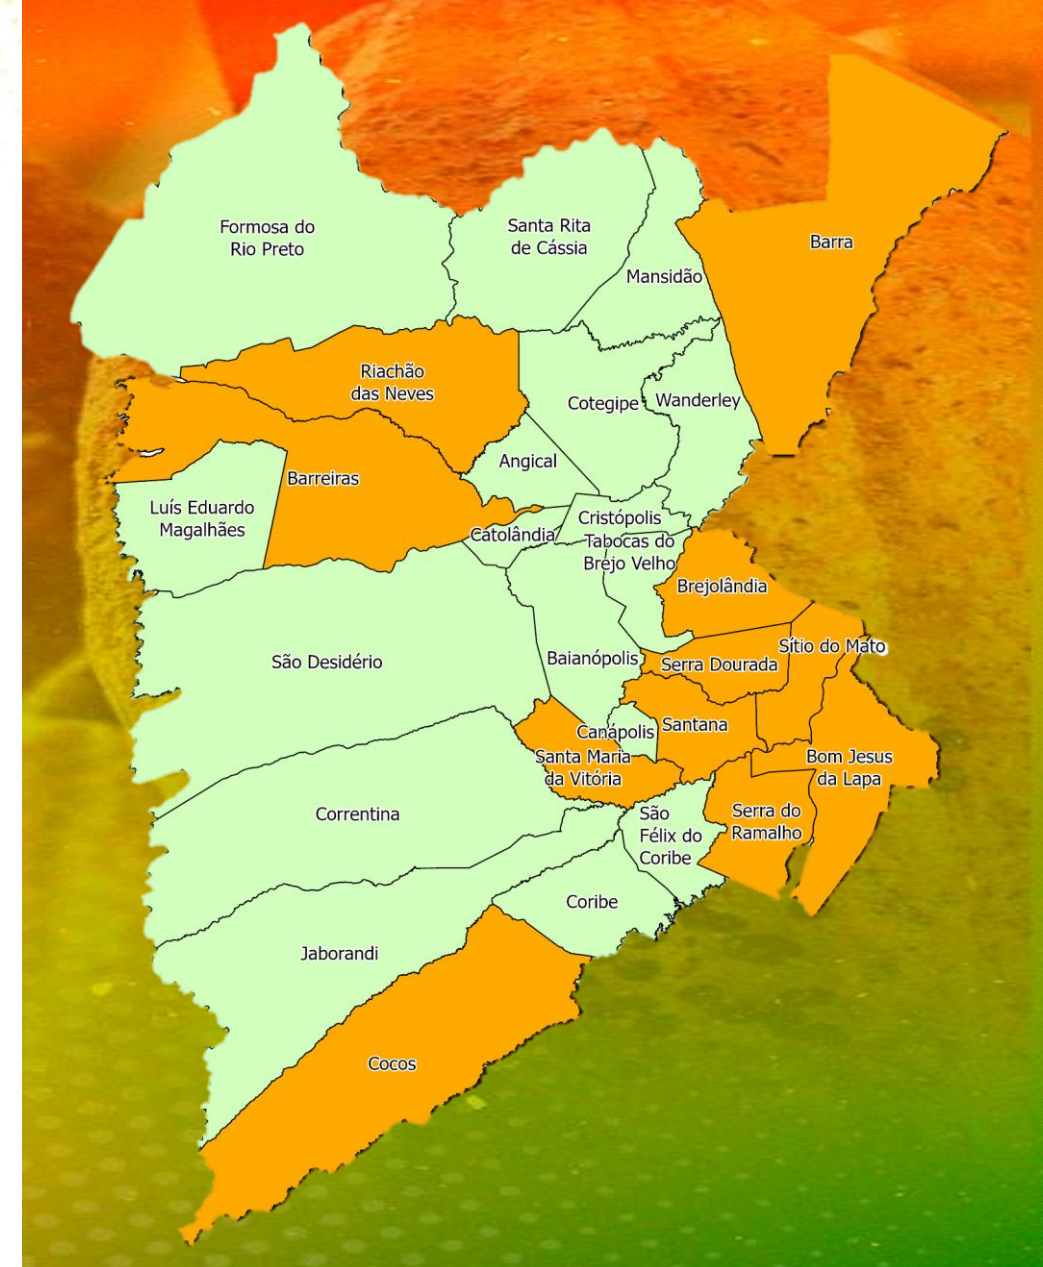 Formosa do
Rio Preto
Santa Rita
de Cássia
Mansidão
Barra
Riachão
das Neves
Cotegipe
Wanderley
Angical
Barreiras
Luís Eduardo
Magalhães
Cristópolis
Catolândia
Tabocas do
Brejo Velho
Brejolândia
Sítio do Mato
São Desidério
Baianópolis
Serra Dourada
Canápolis
Santana
Santa Maria
da Vitória
Bom Jesus
da Lapa
Correntina
Serra do
Ramalho
São
Félix do
Coribe
Coribe
Jaborandi
Cocos